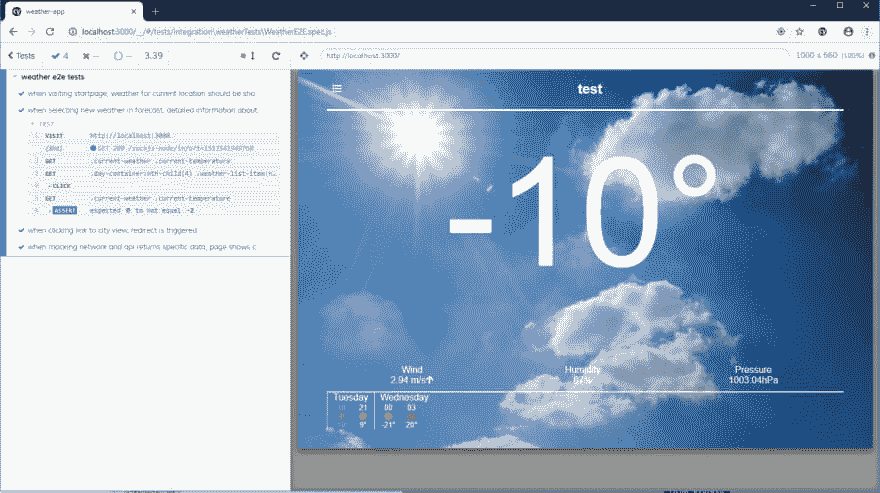 weather-app
localhost:3000/__/#/tests/integration\weatherTests\WeatherE2E.spec.js
Tests
4
--
--
3.39
http://localhost:3000/
1000 x 660 (100%)
weather e2e tests
when visiting startpage, weather for current location should be sho
when selecting new weather in forecast, detailed information about
TEST
1 VISIT http://localhost:3000
(XHR) GET 200
2 GET .current-weather .current-temperature
3 GET .day-container:nth-child(4) .weather-list-item
4 - CLICK
5 GET .current-weather .current-temperature
6 - ASSERT expected 0 to not equal -2
when clicking link to city view, redirect is triggered
when mocking network and api returns specific data, page shows c
test
-10°
Wind
2.94 m/s
Humidity
Pressure
1003.04hPa
Tuesday
Wednesday
21
00
03
9°
-21°
20°